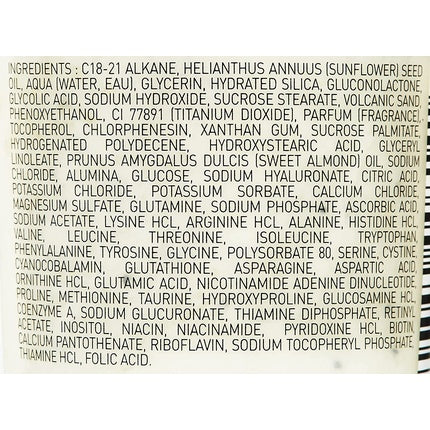 INGREDIENTS : C18-21 ALKANE, HELIANTHUS ANNUUS (SUNFLOWER) SEED
OIL, AQUA (WATER, EAU), GLYCERIN, HYDRATED SILICA, GLUCONOLACTONE,
GLYCOLIC ACID, SODIUM HYDROXIDE, SUCROSE STEARATE, VOLCANIC SAND,
PHENOXYETHANOL, CI 77891 (TITANIUM DIOXIDE), PARFUM (FRAGRANCE),
TOCOPHEROL, CHLORPHENESIN, XANTHAN GUM, SUCROSE PALMITATE,
HYDROGENATED POLYDECENE, HYDROXYSTEARIC ACID, GLYCERYL
LINOLEATE, PRUNUS AMYGDALUS DULCIS (SWEET ALMOND) OIL, SODIUM
CHLORIDE, ALUMINA, GLUCOSE, SODIUM HYALURONATE, CITRIC ACID,
POTASSIUM CHLORIDE, POTASSIUM SORBATE, CALCIUM CHLORIDE,
MAGNESIUM SULFATE, GLUTAMINE, SODIUM PHOSPHATE, ASCORBIC ACID,
SODIUM ACETATE, LYSINE HCL, ARGININE HCL, ALANINE, HISTIDINE HCL,
VALINE, LEUCINE, THREONINE, ISOLEUCINE, TRYPTOPHAN,
PHENYLALANINE, TYROSINE, GLYCINE, POLYSORBATE 80, SERINE, CYSTINE,
CYANOCOBALAMIN, GLUTATHIONE, ASPARAGINE, ASPARTIC ACID,
ORNITHINE HCL, GLUTAMIC ACID, NICOTINAMIDE ADENINE DINUCLEOTIDE,
PROLINE, METHIONINE, TAURINE, HYDROXYPROLINE, GLUCOSAMINE HCL,
COENZYME A, SODIUM GLUCURONATE, THIAMINE DIPHOSPHATE, RETINYL
ACETATE, INOSITOL, NIACIN, NIACINAMIDE, PYRIDOXINE HCL, BIOTIN,
CALCIUM PANTOTHENATE, RIBOFLAVIN, SODIUM TOCOPHERYL PHOSPHATE,
THIAMINE HCL, FOLIC ACID.